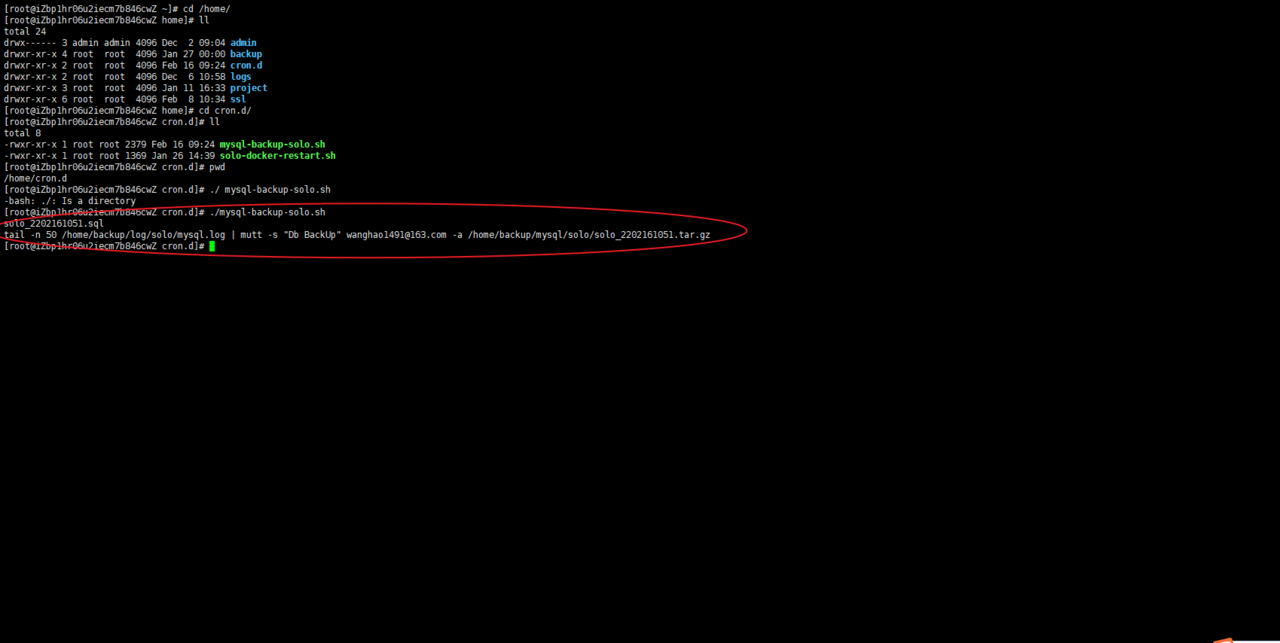 [root@iZbp1hr06u2iecm7b846cwZ ~]# cd /home/
[root@iZbp1hr06u2iecm7b846cwZ home]# ll
total 24
drwx------ 3 admin admin 4096 Dec  2 09:04 admin
drwxr-xr-x 4 root  root  4096 Jan 27 00:00 backup
drwxr-xr-x 2 root  root  4096 Feb 16 09:24 cron.d
drwxr-xr-x 2 root  root  4096 Dec  6 10:58 logs
drwxr-xr-x 3 root  root  4096 Jan 11 16:33 project
drwxr-xr-x 6 root  root  4096 Feb  8 10:34 ssl
[root@iZbp1hr06u2iecm7b846cwZ home]# cd cron.d/
[root@iZbp1hr06u2iecm7b846cwZ cron.d]# ll
total 8
-rwxr-xr-x 1 root root 2379 Feb 16 09:24 mysql-backup-solo.sh
-rwxr-xr-x 1 root root 1369 Jan 26 14:39 solo-docker-restart.sh
[root@iZbp1hr06u2iecm7b846cwZ cron.d]# pwd
/home/cron.d
[root@iZbp1hr06u2iecm7b846cwZ cron.d]# ./ mysql-backup-solo.sh
-bash: ./: Is a directory
[root@iZbp1hr06u2iecm7b846cwZ cron.d]# ./mysql-backup-solo.sh
solo_2202161051.sql
tail -n 50 /home/backup/log/solo/mysql.log | mutt -s "Db BackUp" wanghao1491@163.com -a /home/backup/mysql/solo/solo_2202161051.tar.gz
[root@iZbp1hr06u2iecm7b846cwZ cron.d]#